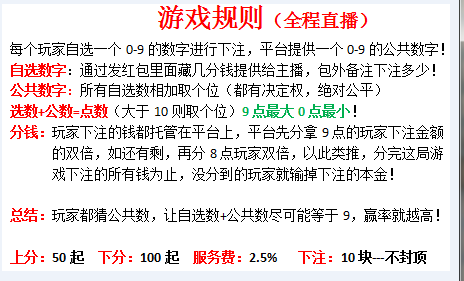 游戏规则（全程直播）
每个玩家自选一个 0-9 的数字进行下注，平台提供一个 0-9 的公共数字！
自选数字：通过发红包里面藏几分钱提供给主播，包外备注下注多少！
公共数字：所有自选数字相加取个位（都有决定权，绝对公平）
选数+公数=点数（大于 10 则取个位）9 点最大 0 点最小！
分钱：玩家下注的钱都托管在平台上，平台先分拿 9 点的玩家下注金额
的双倍，如还有剩，再分 8 点玩家双倍，以此类推，分完这局游
戏下注的所有钱为止，没分到的玩家就输掉下注的本金！
总结：玩家都猜公共数，让自选数+公共数尽可能等于 9，赢率就越高！
上分：50 起 下分：100 起 服务费：2.5% 下注：10 块---不封顶